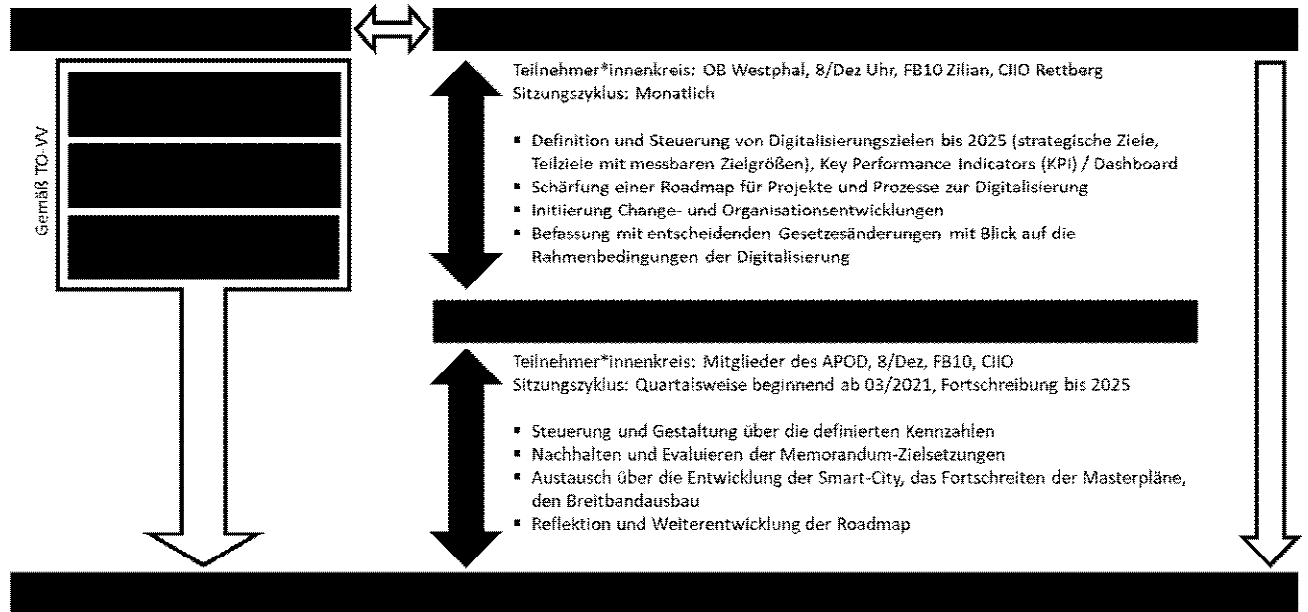 Gemäß TO-VV
Teilnehmer*innenkreis: OB Westphal, 8/Dez Uhr, FB10 Zilian, CIIO Rettberg
Sitzungszyklus: Monatlich
▪ Definition und Steuerung von Digitalisierungszielen bis 2025 (strategische Ziele,
Teilziele mit messbaren Zielgrößen), Key Performance Indicators (KPI) / Dashboard
▪ Schärfung einer Roadmap für Projekte und Prozesse zur Digitalisierung
▪ Initiierung Change- und Organisationsentwicklungen
▪ Befassung mit entscheidenden Gesetzesänderungen mit Blick auf die
Rahmenbedingungen der Digitalisierung
Teilnehmer*innenkreis: Mitglieder des APOD, 8/Dez, FB10, CIIO
Sitzungszyklus: Quartalsweise beginnend ab 03/2021, Fortschreibung bis 2025
▪ Steuerung und Gestaltung über die definierten Kennzahlen
▪ Nachhalten und Evaluieren der Memorandum-Zielsetzungen
▪ Austausch über die Entwicklung der Smart-City, das Fortschreiten der Masterpläne,
den Breitbandausbau
▪ Reflektion und Weiterentwicklung der Roadmap